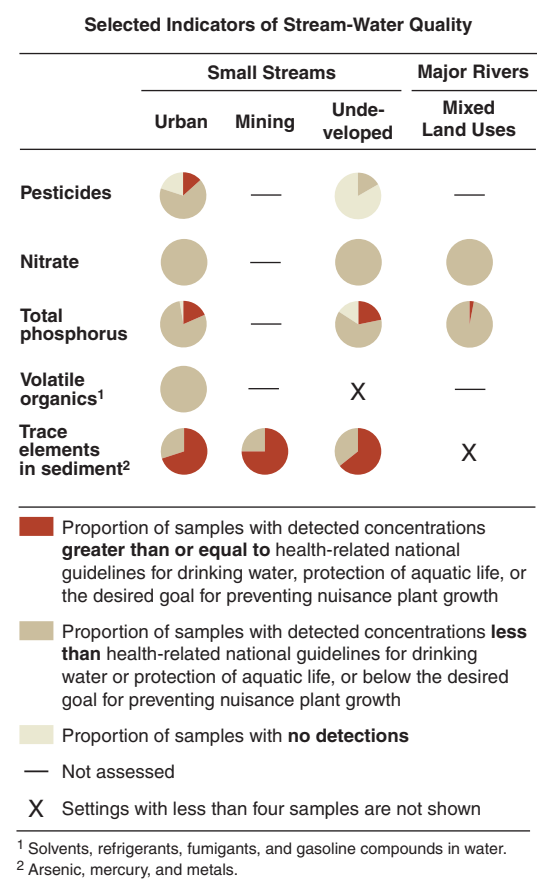 Selected Indicators of Stream-Water Quality
Small Streams
Major Rivers
Urban
Mining
Unde-
veloped
Mixed
Land Uses
Pesticides
—
—
Nitrate
—
Total
phosphorus
—
Volatile
organics¹
—
X
—
Trace
elements
in sediment²
X
Proportion of samples with detected concentrations
greater than or equal to health-related national
guidelines for drinking water, protection of aquatic life, or
the desired goal for preventing nuisance plant growth
Proportion of samples with detected concentrations less
than health-related national guidelines for drinking
water or protection of aquatic life, or below the desired
goal for preventing nuisance plant growth
Proportion of samples with no detections
— Not assessed
X Settings with less than four samples are not shown
¹ Solvents, refrigerants, fumigants, and gasoline compounds in water.
² Arsenic, mercury, and metals.